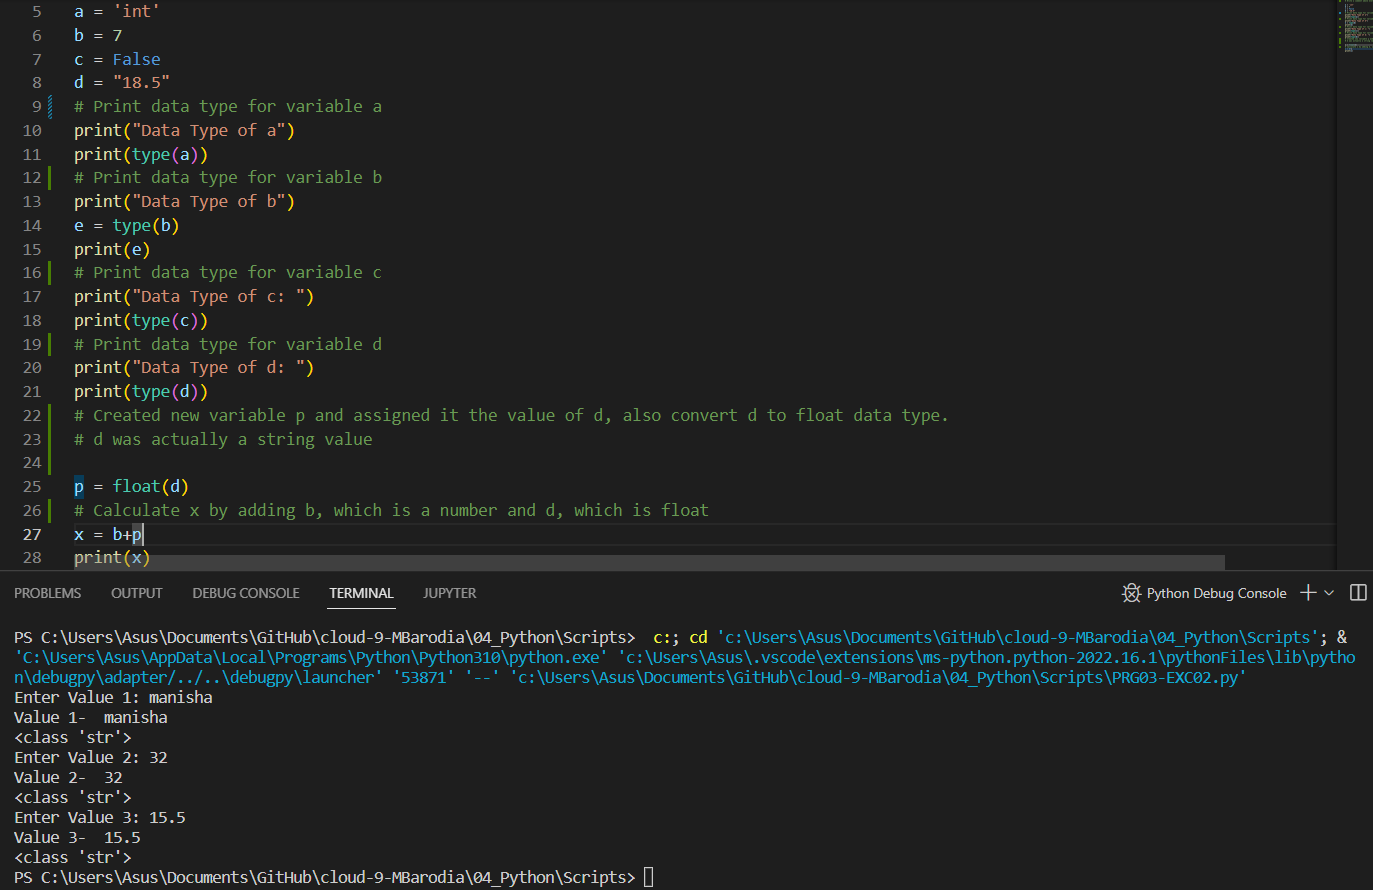 5 a = 'int'
6 b = 7
7 c = False
8 d = "18.5"
9 # Print data type for variable a
10 print("Data Type of a")
11 print(type(a))
12 # Print data type for variable b
13 print("Data Type of b")
14 e = type(b)
15 print(e)
16 # Print data type for variable c
17 print("Data Type of c: ")
18 print(type(c))
19 # Print data type for variable d
20 print("Data Type of d: ")
21 print(type(d))
22 # Created new variable p and assigned it the value of d, also convert d to float data type.
23 # d was actually a string value
24
25 p = float(d)
26 # Calculate x by adding b, which is a number and d, which is float
27 x = b+p
28 print(x)
PROBLEMS OUTPUT DEBUG CONSOLE TERMINAL JUPYTER Python Debug Console
PS C:\Users\Asus\Documents\GitHub\cloud-9-MBarodia\04_Python\Scripts>  c:; cd 'c:\Users\Asus\Documents\GitHub\cloud-9-MBarodia\04_Python\Scripts'; &
'C:\Users\Asus\AppData\Local\Programs\Python\Python310\python.exe' 'c:\Users\Asus\.vscode\extensions\ms-python.python-2022.16.1\pythonFiles\lib\pytho
n\debugpy\adapter/../..\debugpy\launcher' '53871' '--' 'c:\Users\Asus\Documents\GitHub\cloud-9-MBarodia\04_Python\Scripts\PRG03-EXC02.py'
Enter Value 1: manisha
Value 1-  manisha
<class 'str'>
Enter Value 2: 32
Value 2-  32
<class 'str'>
Enter Value 3: 15.5
Value 3-  15.5
<class 'str'>
PS C:\Users\Asus\Documents\GitHub\cloud-9-MBarodia\04_Python\Scripts>